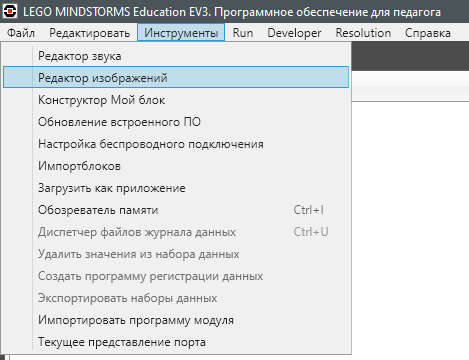 LEGO MINDSTORMS Education EV3. Программное обеспечение для педагога
Файл Редактировать Инструменты Run Developer Resolution Справка
Редактор звука
Редактор изображений
Конструктор Мой блок
Обновление встроенного ПО
Настройка беспроводного подключения
Импортблоков
Загрузить как приложение
Обозреватель памяти Ctrl+I
Диспетчер файлов журнала данных Ctrl+U
Удалить значения из набора данных
Создать программу регистрации данных
Экспортировать наборы данных
Импортировать программу модуля
Текущее представление порта